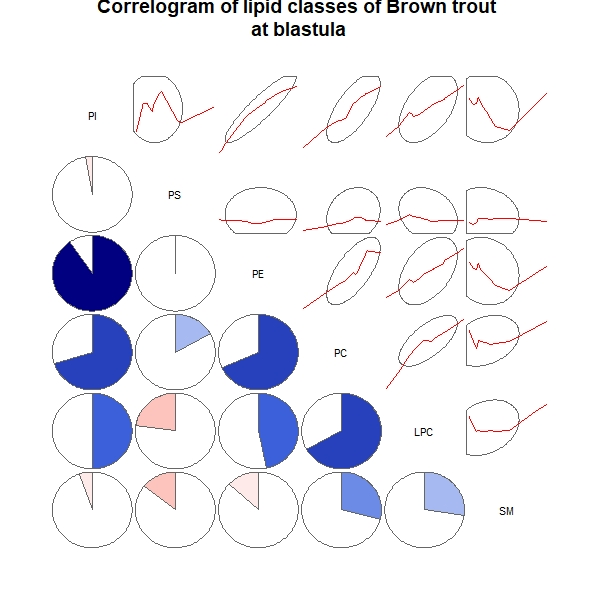 Correlogram of lipid classes of Brown trout
at blastula
PI
PS
PE
PC
LPC
SM